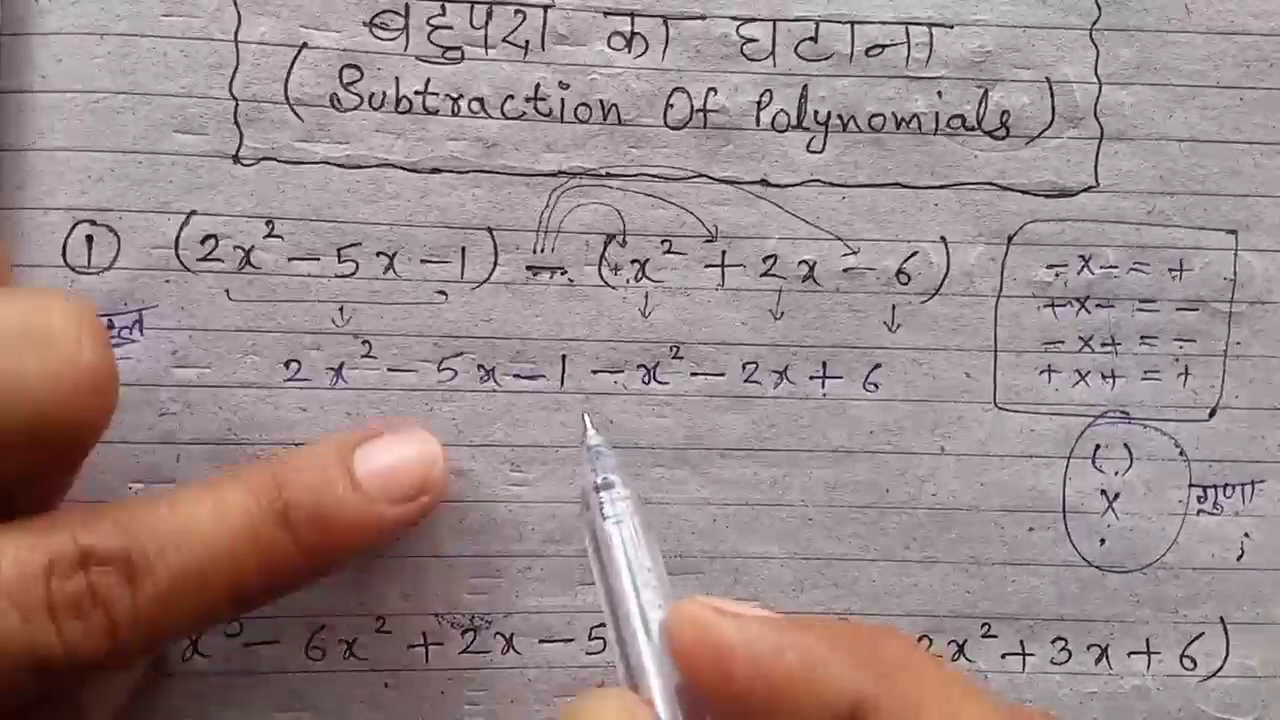 बहुपदों का घटाना
(Subtraction Of Polynomials)
① (2x² – 5x – 1) – (+x² + 2x – 6)
हल
2x² – 5x – 1 – x² – 2x + 6
– x – = +
+ x – = –
– x + = –
+ x + = +
(.)
X गुणा
. ;
– 6x² + 2x – 5 2x² + 3x + 6)